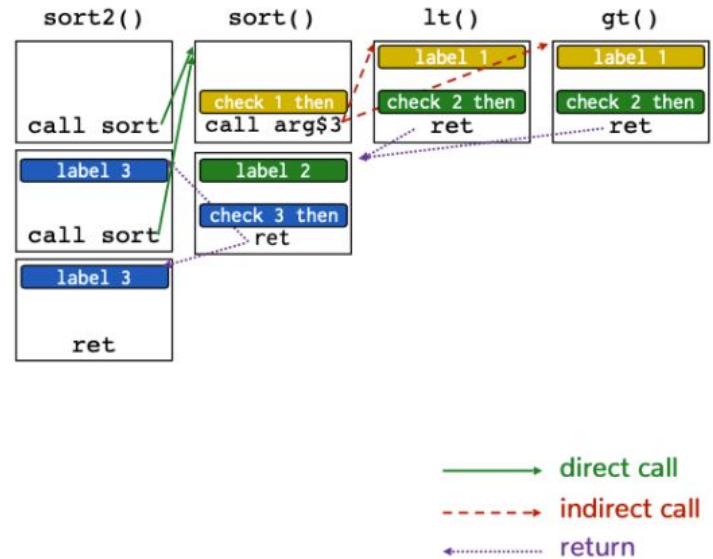 sort2()
sort()
lt()
gt()
call sort
label 3
call sort
label 3
ret
check 1 then
call arg$3
label 2
check 3 then
ret
label 1
check 2 then
ret
label 1
check 2 then
ret
direct call
indirect call
return